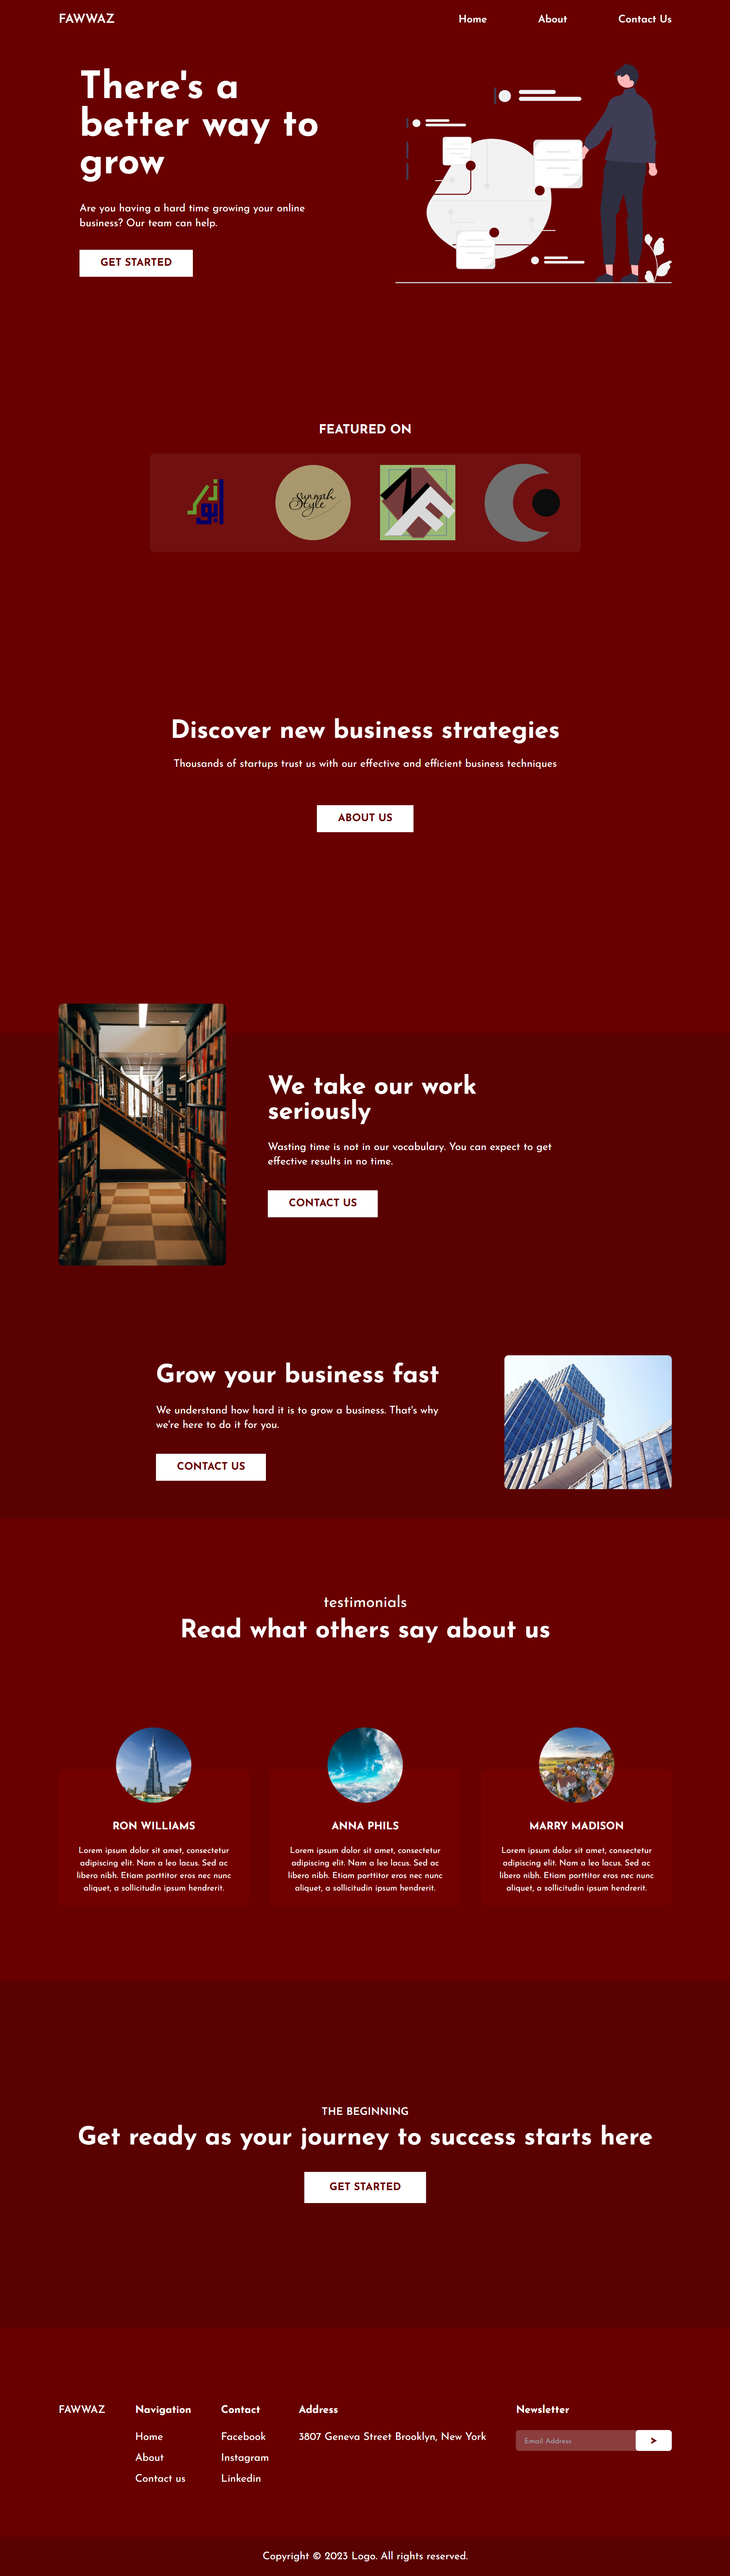 FAWWAZ
Home
About
Contact Us
There's a
better way to
grow
Are you having a hard time growing your online
business? Our team can help.
GET STARTED
FEATURED ON
sunnah
Style
Discover new business strategies
Thousands of startups trust us with our effective and efficient business techniques
ABOUT US
We take our work
seriously
Wasting time is not in our vocabulary. You can expect to get
effective results in no time.
CONTACT US
Grow your business fast
We understand how hard it is to grow a business. That's why
we're here to do it for you.
CONTACT US
testimonials
Read what others say about us
RON WILLIAMS
Lorem ipsum dolor sit amet, consectetur
adipiscing elit. Nam a leo lacus. Sed ac
libero nibh. Etiam porttitor eros nec nunc
aliquet, a sollicitudin ipsum hendrerit.
ANNA PHILS
Lorem ipsum dolor sit amet, consectetur
adipiscing elit. Nam a leo lacus. Sed ac
libero nibh. Etiam porttitor eros nec nunc
aliquet, a sollicitudin ipsum hendrerit.
MARRY MADISON
Lorem ipsum dolor sit amet, consectetur
adipiscing elit. Nam a leo lacus. Sed ac
libero nibh. Etiam porttitor eros nec nunc
aliquet, a sollicitudin ipsum hendrerit.
THE BEGINNING
Get ready as your journey to success starts here
GET STARTED
FAWWAZ
Navigation
Home
About
Contact us
Contact
Facebook
Instagram
Linkedin
Address
3807 Geneva Street Brooklyn, New York
Newsletter
Email Address
>
Copyright © 2023 Logo. All rights reserved.